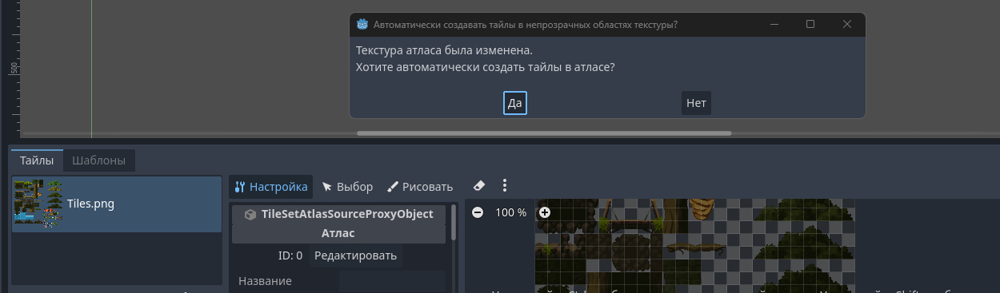 Автоматически создавать тайлы в непрозрачных областях текстуры?
Текстура атласа была изменена.
Хотите автоматически создать тайлы в атласе?
Да
Нет
500
Тайлы
Шаблоны
Tiles.png
Настройка
Выбор
Рисовать
TileSetAtlasSourceProxyObject
Атлас
ID: 0
Редактировать
Название
100 %